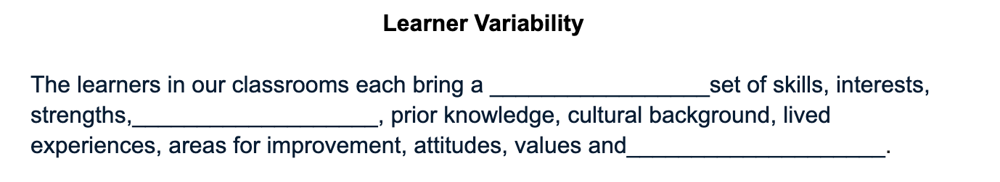 Learner Variability
The learners in our classrooms each bring a _________________set of skills, interests,
strengths,___________________, prior knowledge, cultural background, lived
experiences, areas for improvement, attitudes, values and____________________.